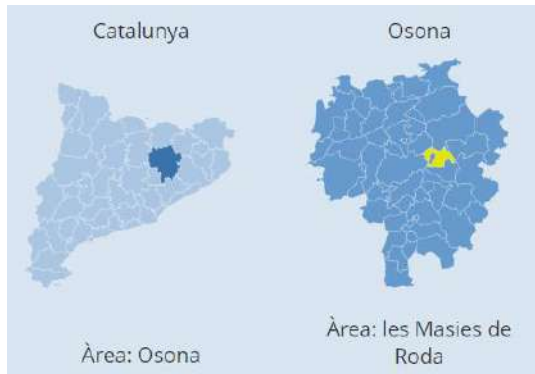 Catalunya
Osona
Àrea: Osona
Àrea: les Masies de
Roda